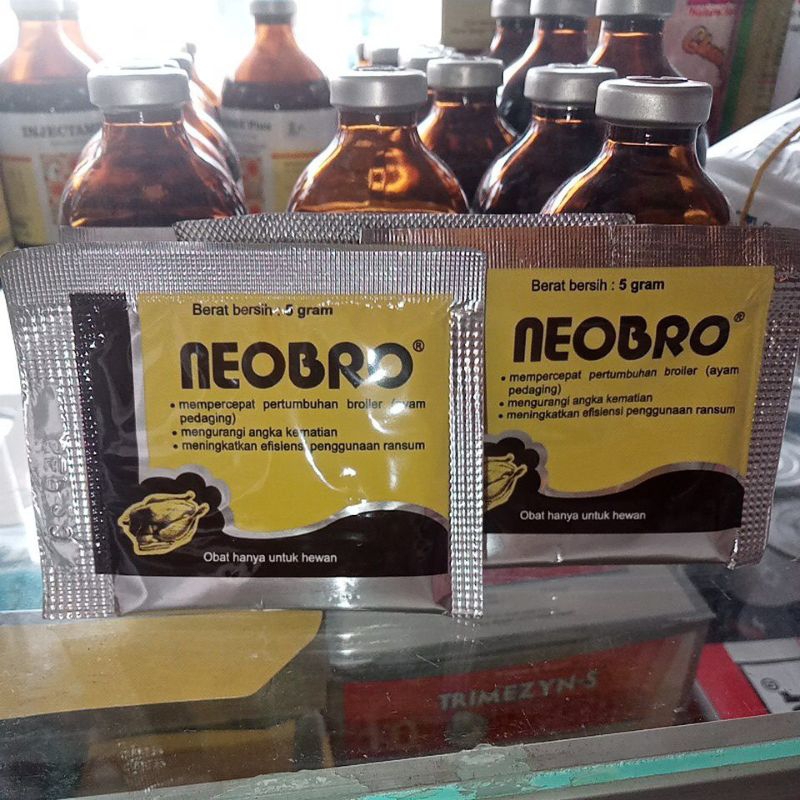 INJECTAM
Plus
Berat bersih : 5 gram
NEOBRO®
• mempercepat pertumbuhan broiler (ayam
pedaging)
• mengurangi angka kematian
• meningkatkan efisiensi penggunaan ransum
Obat hanya untuk hewan
Berat bersih : 5 gram
NEOBRO®
• mempercepat pertumbuhan broiler (ayam
pedaging)
• mengurangi angka kematian
• meningkatkan efisiensi penggunaan ransum
Obat hanya untuk hewan
TRIMEZYN-S